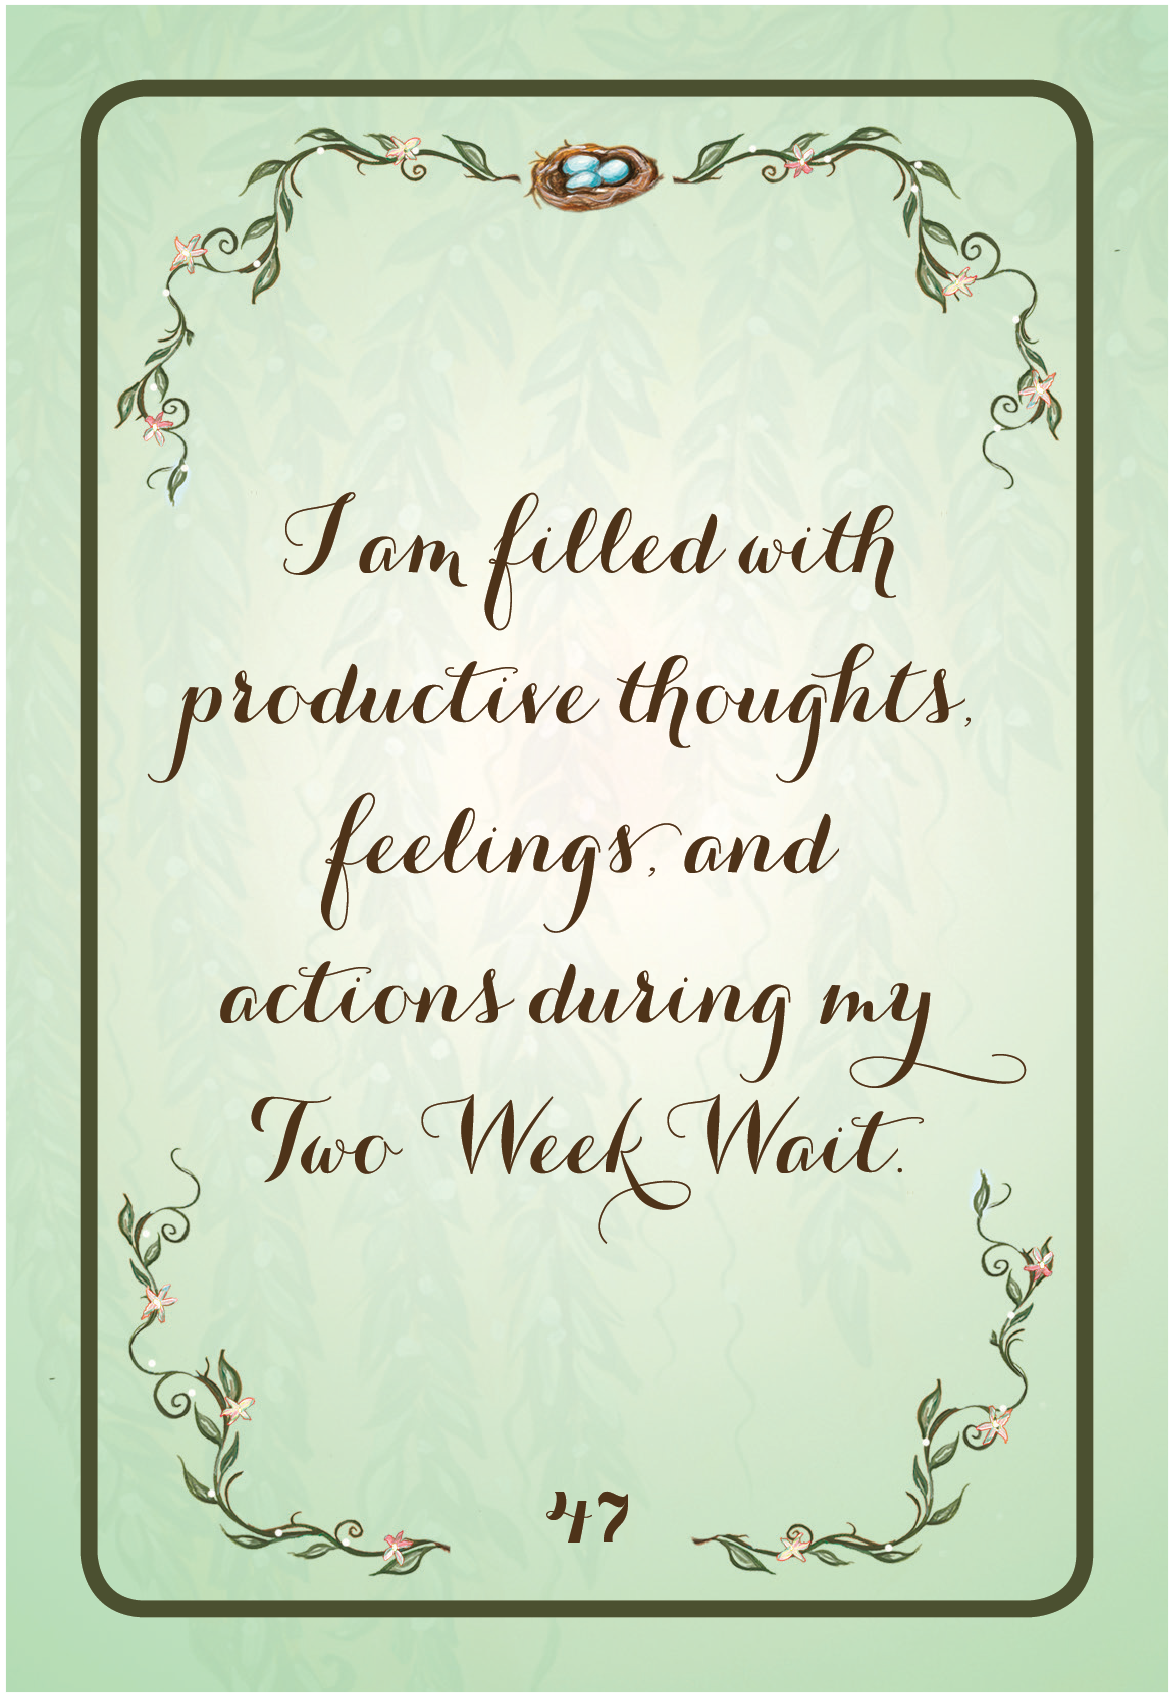 I am filled with
productive thoughts,
feelings, and
actions during my
Two Week Wait.
47